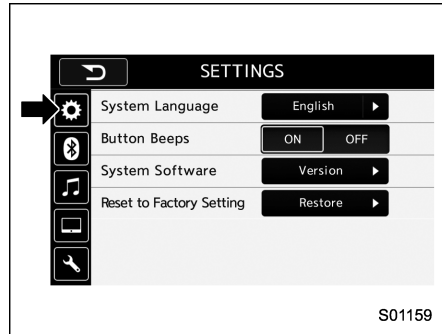 SETTINGS
System Language English
Button Beeps ON OFF
System Software Version
Reset to Factory Setting Restore
S01159